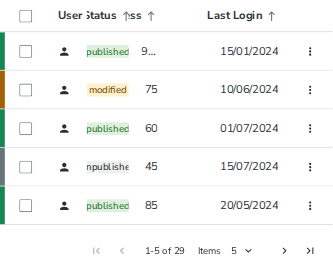 User Status ↑ss ↑ Last Login ↑
published 9... 15/01/2024
modified 75 10/06/2024
published 60 01/07/2024
npublishe 45 15/07/2024
published 85 20/05/2024
1-5 of 29 Items 5